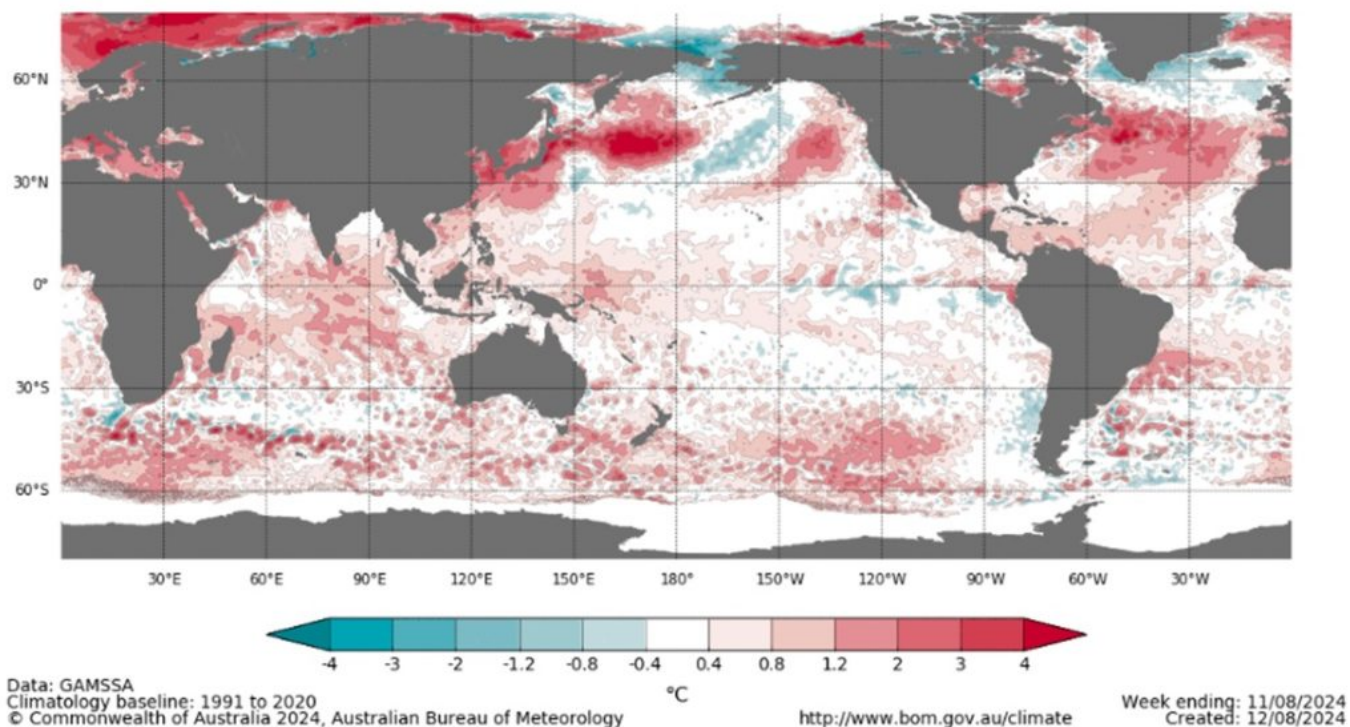 60°N
30°N
0°
30°S
60°S
30°E 60°E 90°E 120°E 150°E 180° 150°W 120°W 90°W 60°W 30°W
-4 -3 -2 -1.2 -0.8 -0.4 0.4 0.8 1.2 2 3 4
°C
Data: GAMSSA
Climatology baseline: 1991 to 2020
© Commonwealth of Australia 2024, Australian Bureau of Meteorology
http://www.bom.gov.au/climate
Week ending: 11/08/2024
Created: 12/08/2024